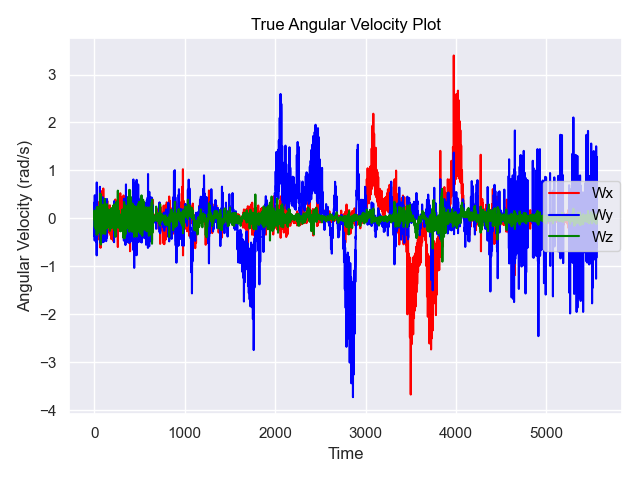 True Angular Velocity Plot
Angular Velocity (rad/s)
3
2
1
0
−1
−2
−3
−4
Wx
Wy
Wz
0 1000 2000 3000 4000 5000
Time